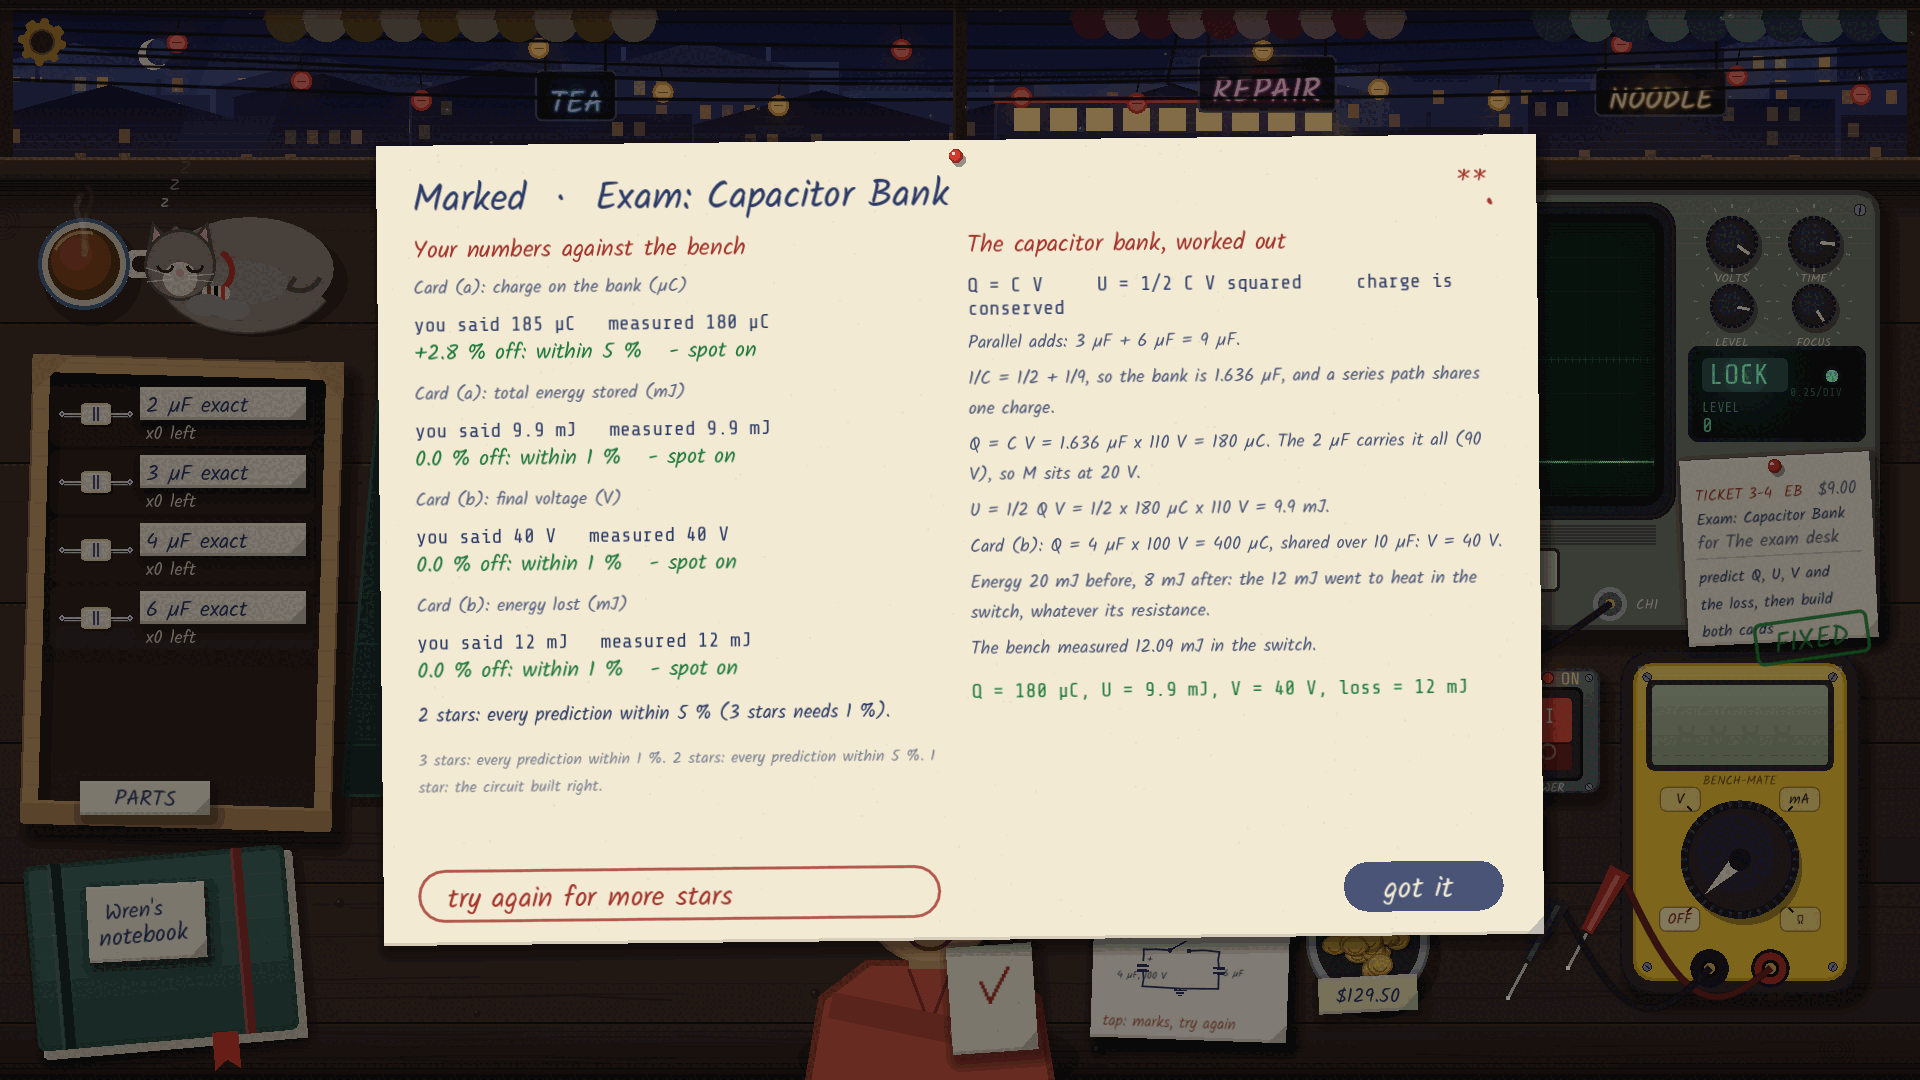 TEA
REPAIR
NOODLE
Marked · Exam: Capacitor Bank
**.
Your numbers against the bench
Card (a): charge on the bank (µC)
you said 185 µC measured 180 µC
+2.8 % off: within 5 % - spot on
Card (a): total energy stored (mJ)
you said 9.9 mJ measured 9.9 mJ
0.0 % off: within 1 % - spot on
Card (b): final voltage (V)
you said 40 V measured 40 V
0.0 % off: within 1 % - spot on
Card (b): energy lost (mJ)
you said 12 mJ measured 12 mJ
0.0 % off: within 1 % - spot on
2 stars: every prediction within 5 % (3 stars needs 1 %).
3 stars: every prediction within 1 %. 2 stars: every prediction within 5 %. 1
star: the circuit built right.
try again for more stars
The capacitor bank, worked out
Q = C V U = 1/2 C V squared charge is
conserved
Parallel adds: 3 µF + 6 µF = 9 µF.
1/C = 1/2 + 1/9, so the bank is 1.636 µF, and a series path shares
one charge.
Q = C V = 1.636 µF x 110 V = 180 µC. The 2 µF carries it all (90
V), so M sits at 20 V.
U = 1/2 Q V = 1/2 x 180 µC x 110 V = 9.9 mJ.
Card (b): Q = 4 µF x 100 V = 400 µC, shared over 10 µF: V = 40 V.
Energy 20 mJ before, 8 mJ after: the 12 mJ went to heat in the
switch, whatever its resistance.
The bench measured 12.09 mJ in the switch.
Q = 180 µC, U = 9.9 mJ, V = 40 V, loss = 12 mJ
got it
z
z
z
2 µF exact
x0 left
3 µF exact
x0 left
4 µF exact
x0 left
6 µF exact
x0 left
PARTS
Wren's
notebook
VOLTS
TIME
LEVEL
FOCUS
LOCK
0.25/DIV
LEVEL
0
CH1
TICKET 3-4 EB $9.00
Exam: Capacitor Bank
for The exam desk
predict Q, U, V and
the loss, then build
both cards
FIXED
ON
I
BENCH-MATE
V
mA
OFF
Ω
4 µF, 100 V
µF
tap: marks, try again
$129.50